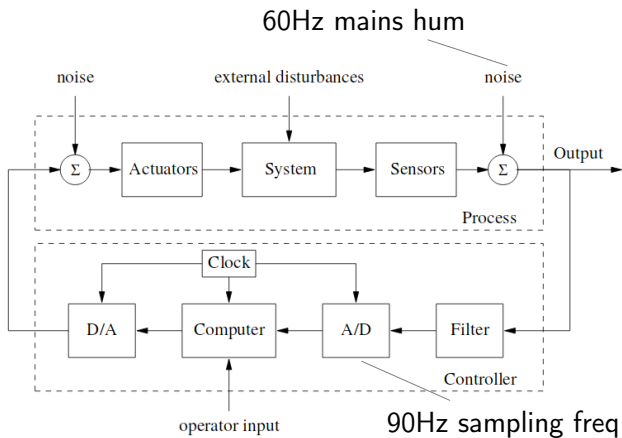 60Hz mains hum
noise
external disturbances
noise
Σ
Actuators
System
Sensors
Σ
Output
Process
Clock
D/A
Computer
A/D
Filter
Controller
operator input
90Hz sampling freq